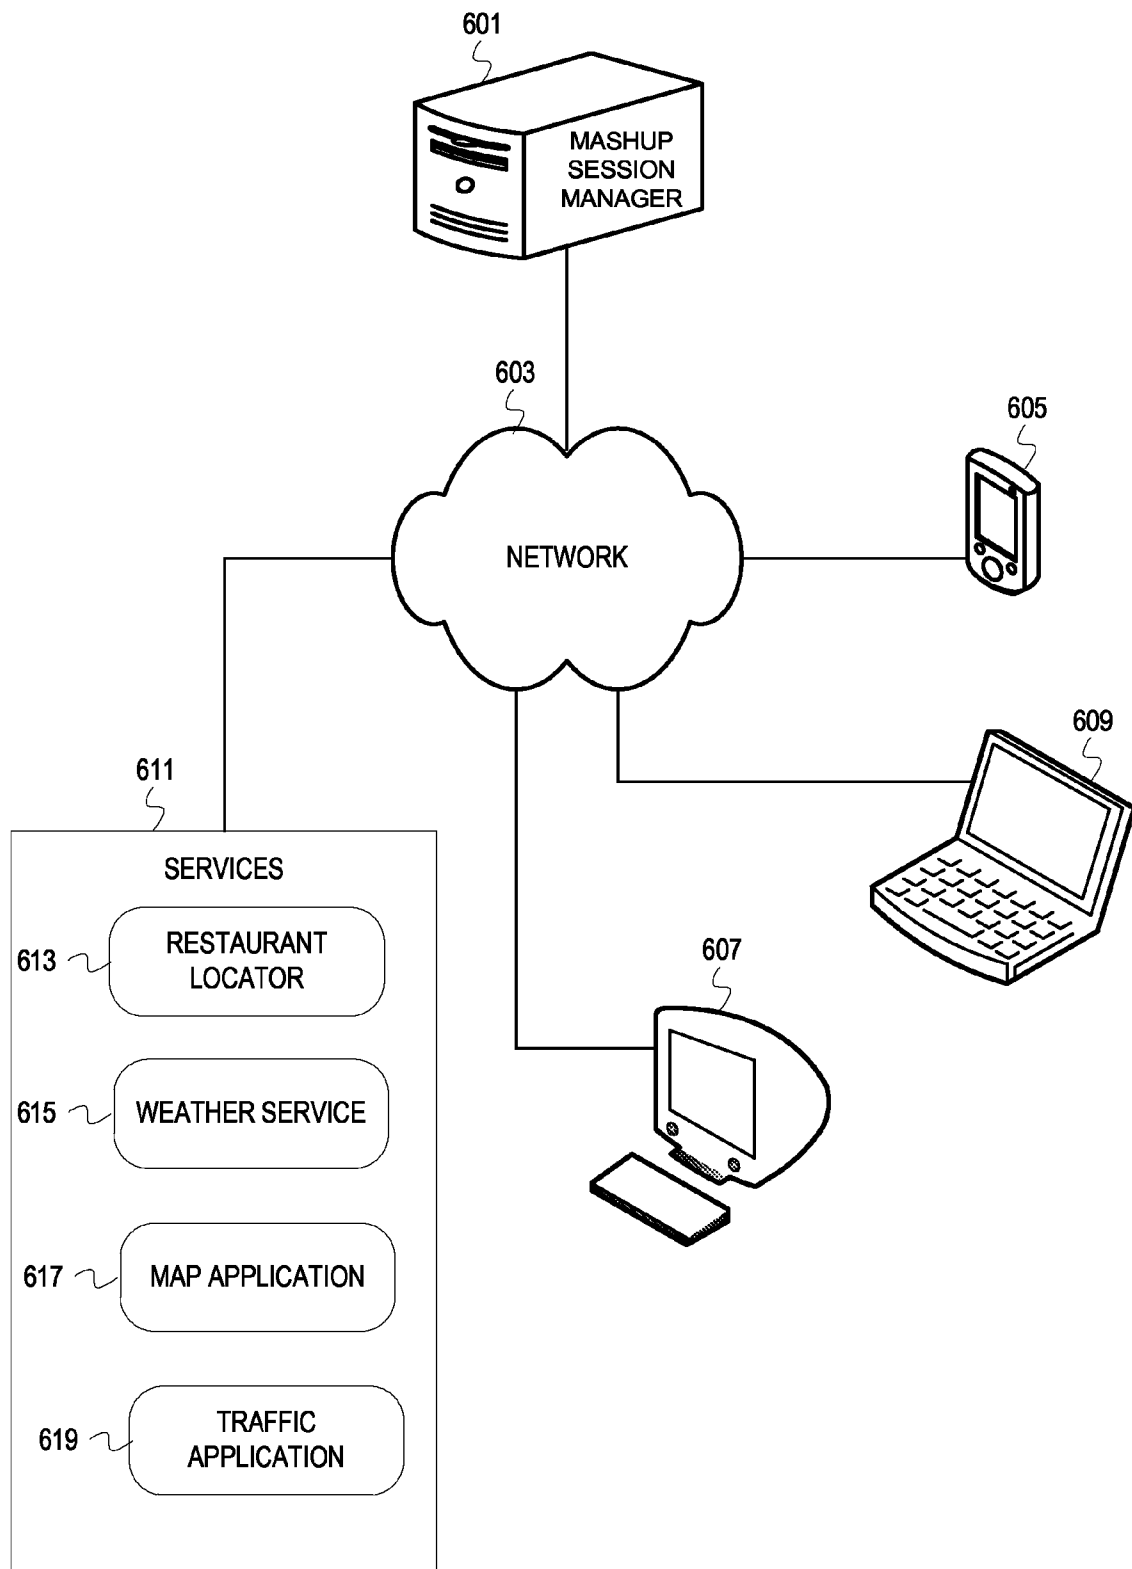 601
MASHUP
SESSION
MANAGER
603
NETWORK
605
609
611
SERVICES
613
RESTAURANT
LOCATOR
607
615
WEATHER SERVICE
617
MAP APPLICATION
619
TRAFFIC
APPLICATION